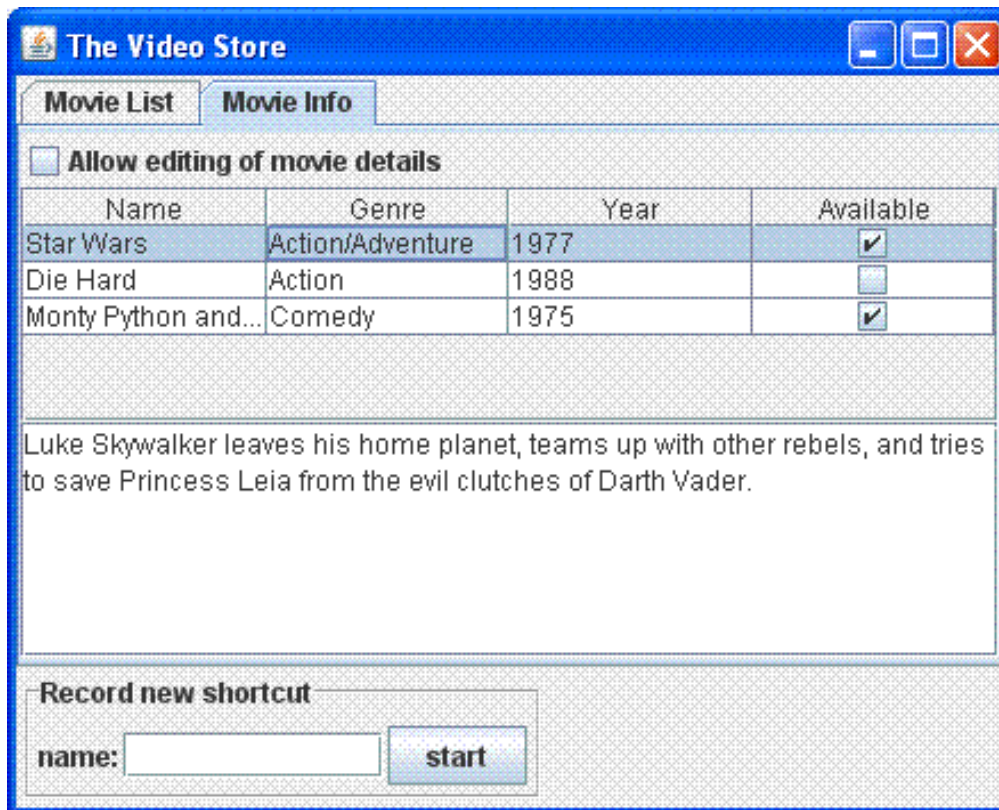 The Video Store
Movie List Movie Info
Allow editing of movie details
Name Genre Year Available
Star Wars Action/Adventure 1977
Die Hard Action 1988
Monty Python and... Comedy 1975
Luke Skywalker leaves his home planet, teams up with other rebels, and tries
to save Princess Leia from the evil clutches of Darth Vader.
Record new shortcut
name: start